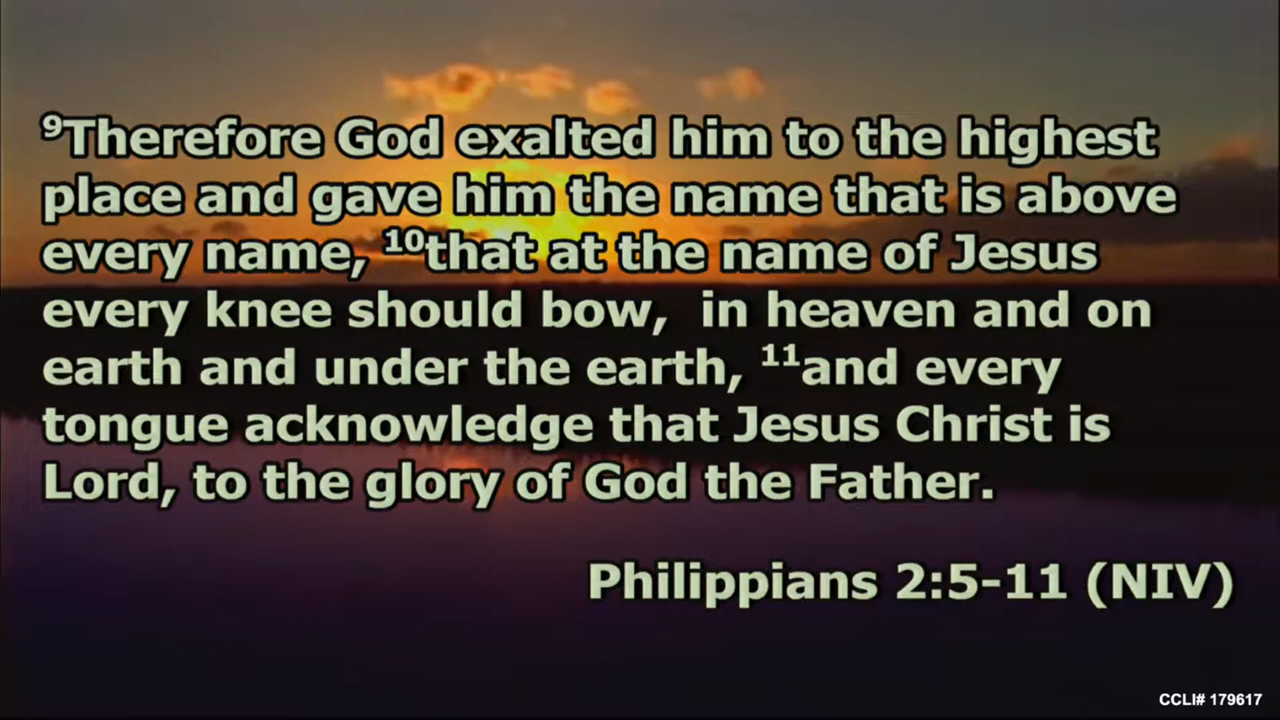 ⁹Therefore God exalted him to the highest
place and gave him the name that is above
every name, ¹⁰that at the name of Jesus
every knee should bow,  in heaven and on
earth and under the earth, ¹¹and every
tongue acknowledge that Jesus Christ is
Lord, to the glory of God the Father.
Philippians 2:5-11 (NIV)
CCLI# 179617